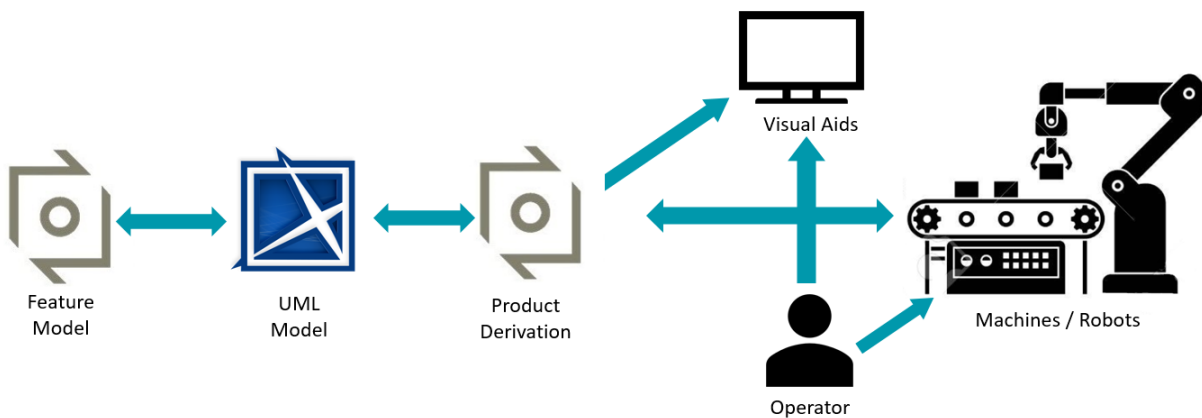 Visual Aids
Feature
Model
UML
Model
Product
Derivation
Machines / Robots
Operator